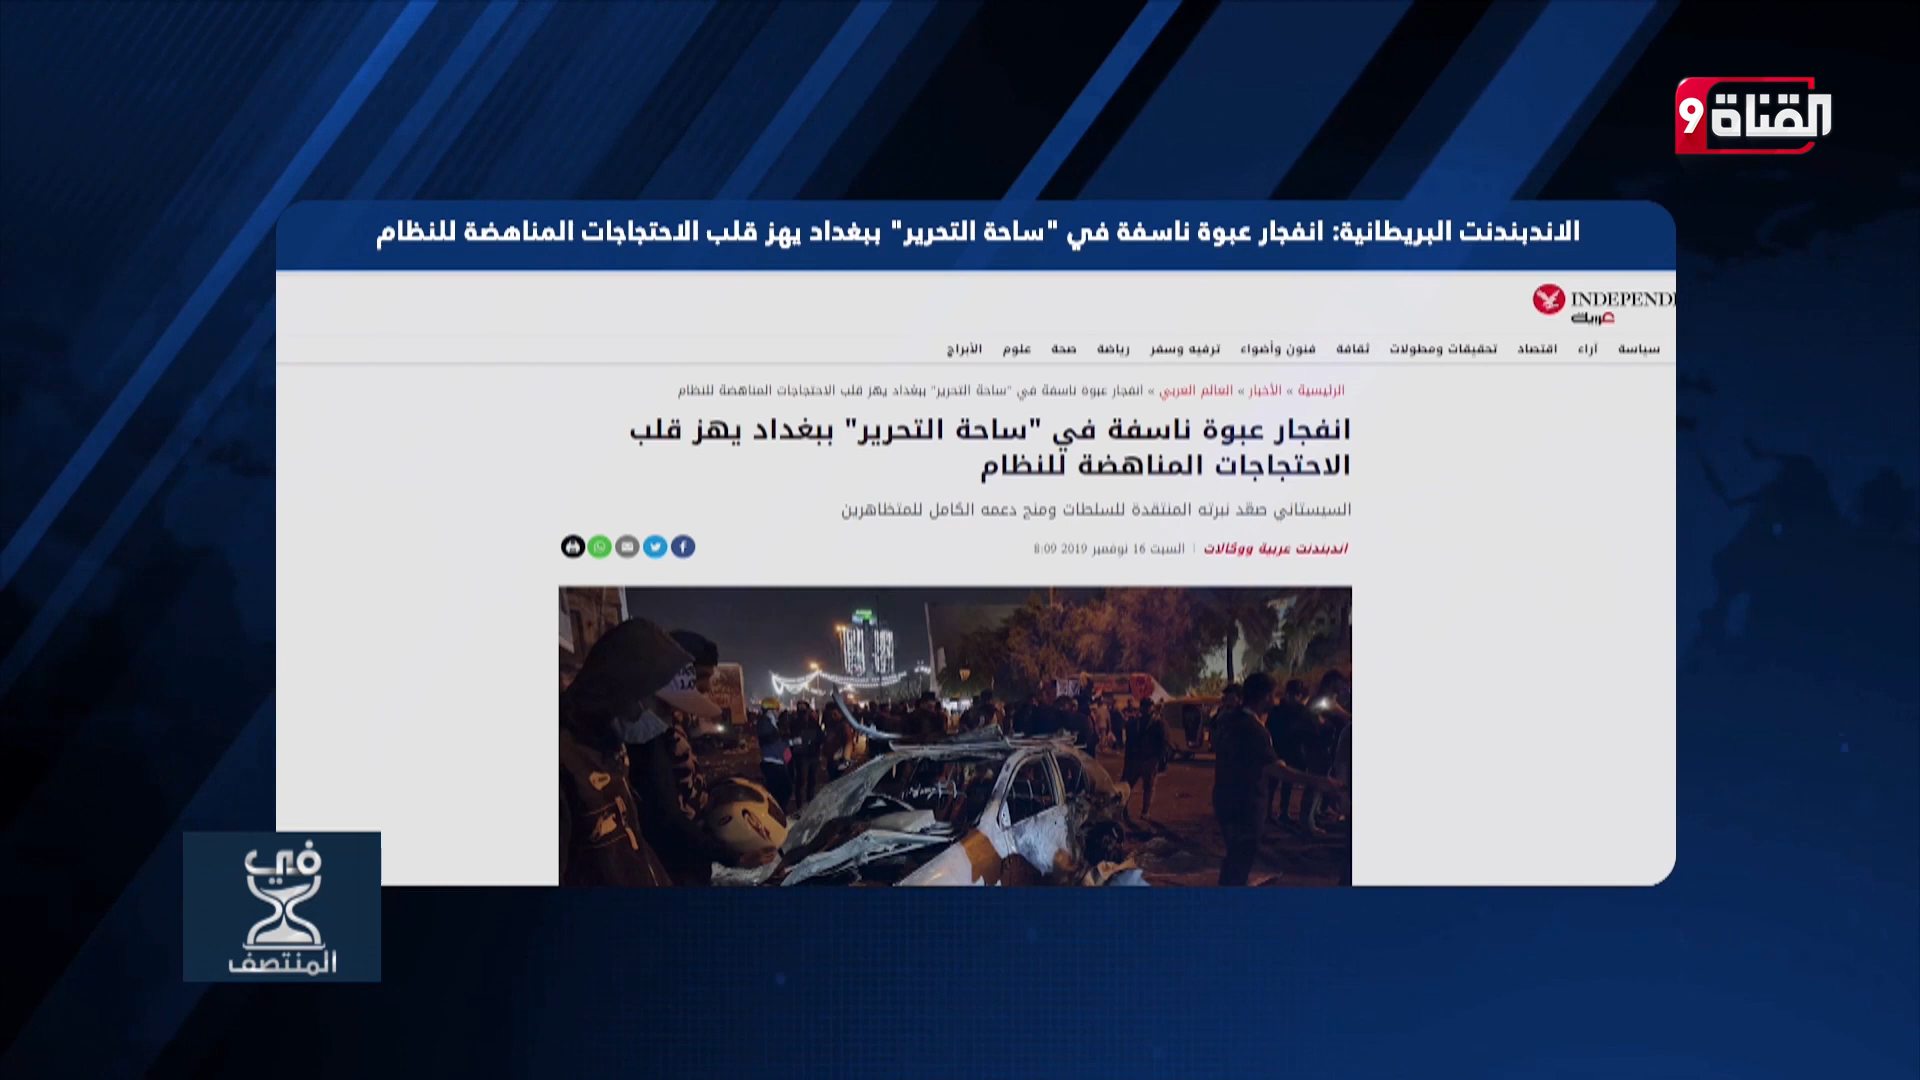 القناة 9
الاندبندنت البريطانية: انفجار عبوة ناسفة في "ساحة التحرير" ببغداد يهز قلب الاحتجاجات المناهضة للنظام
INDEPENDE
عربية
سياسة آراء اقتصاد تحقيقات ومطولات ثقافة فنون وأضواء ترفيه وسفر رياضة صحة علوم الأبراج
الرئيسية » الأخبار » العالم العربي » انفجار عبوة ناسفة في "ساحة التحرير" ببغداد يهز قلب الاحتجاجات المناهضة للنظام
انفجار عبوة ناسفة في "ساحة التحرير" ببغداد يهز قلب
الاحتجاجات المناهضة للنظام
السيستاني صعّد نبرته المنتقدة للسلطات ومنح دعمه الكامل للمتظاهرين
اندبندنت عربية ووكالات | السبت 16 نوفمبر 2019 8:09
في
المنتصف